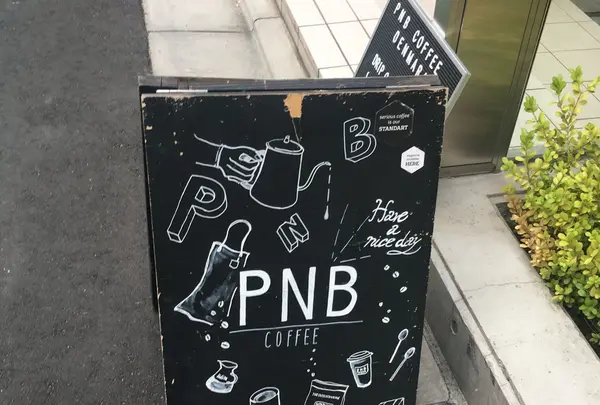 PNB COFFEE
DENMARK
B
serious coffee
is our
STANDART
HERE
P
N
Have
a
nice day
PNB
COFFEE